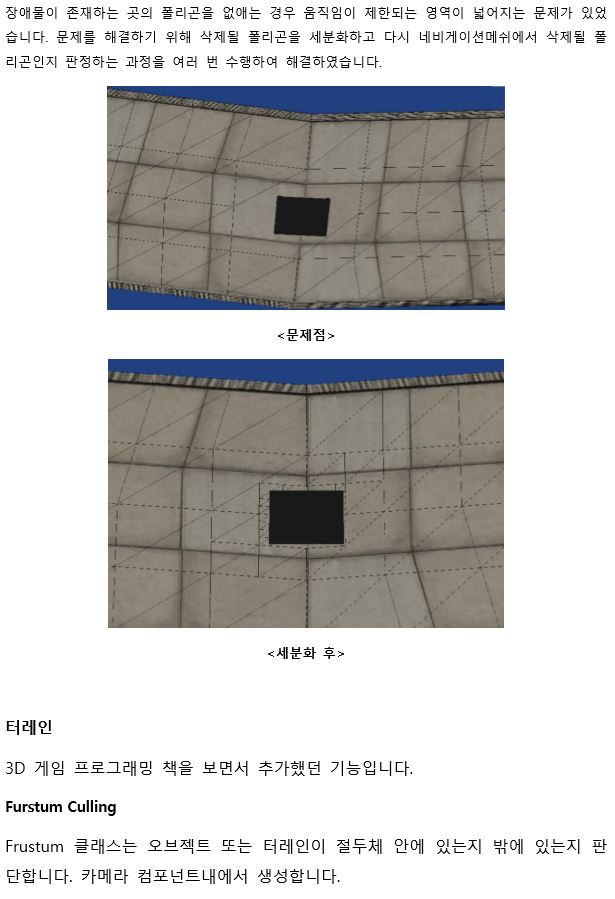 장애물이 존재하는 곳의 폴리곤을 없애는 경우 움직임이 제한되는 영역이 넓어지는 문제가 있었
습니다. 문제를 해결하기 위해 삭제될 폴리곤을 세분화하고 다시 네비게이션메쉬에서 삭제될 폴
리곤인지 판정하는 과정을 여러 번 수행하여 해결하였습니다.
<문제점>
<세분화 후>
터레인
3D 게임 프로그래밍 책을 보면서 추가했던 기능입니다.
Furstum Culling
Frustum 클래스는 오브젝트 또는 터레인이 절두체 안에 있는지 밖에 있는지 판
단합니다. 카메라 컴포넌트내에서 생성합니다.